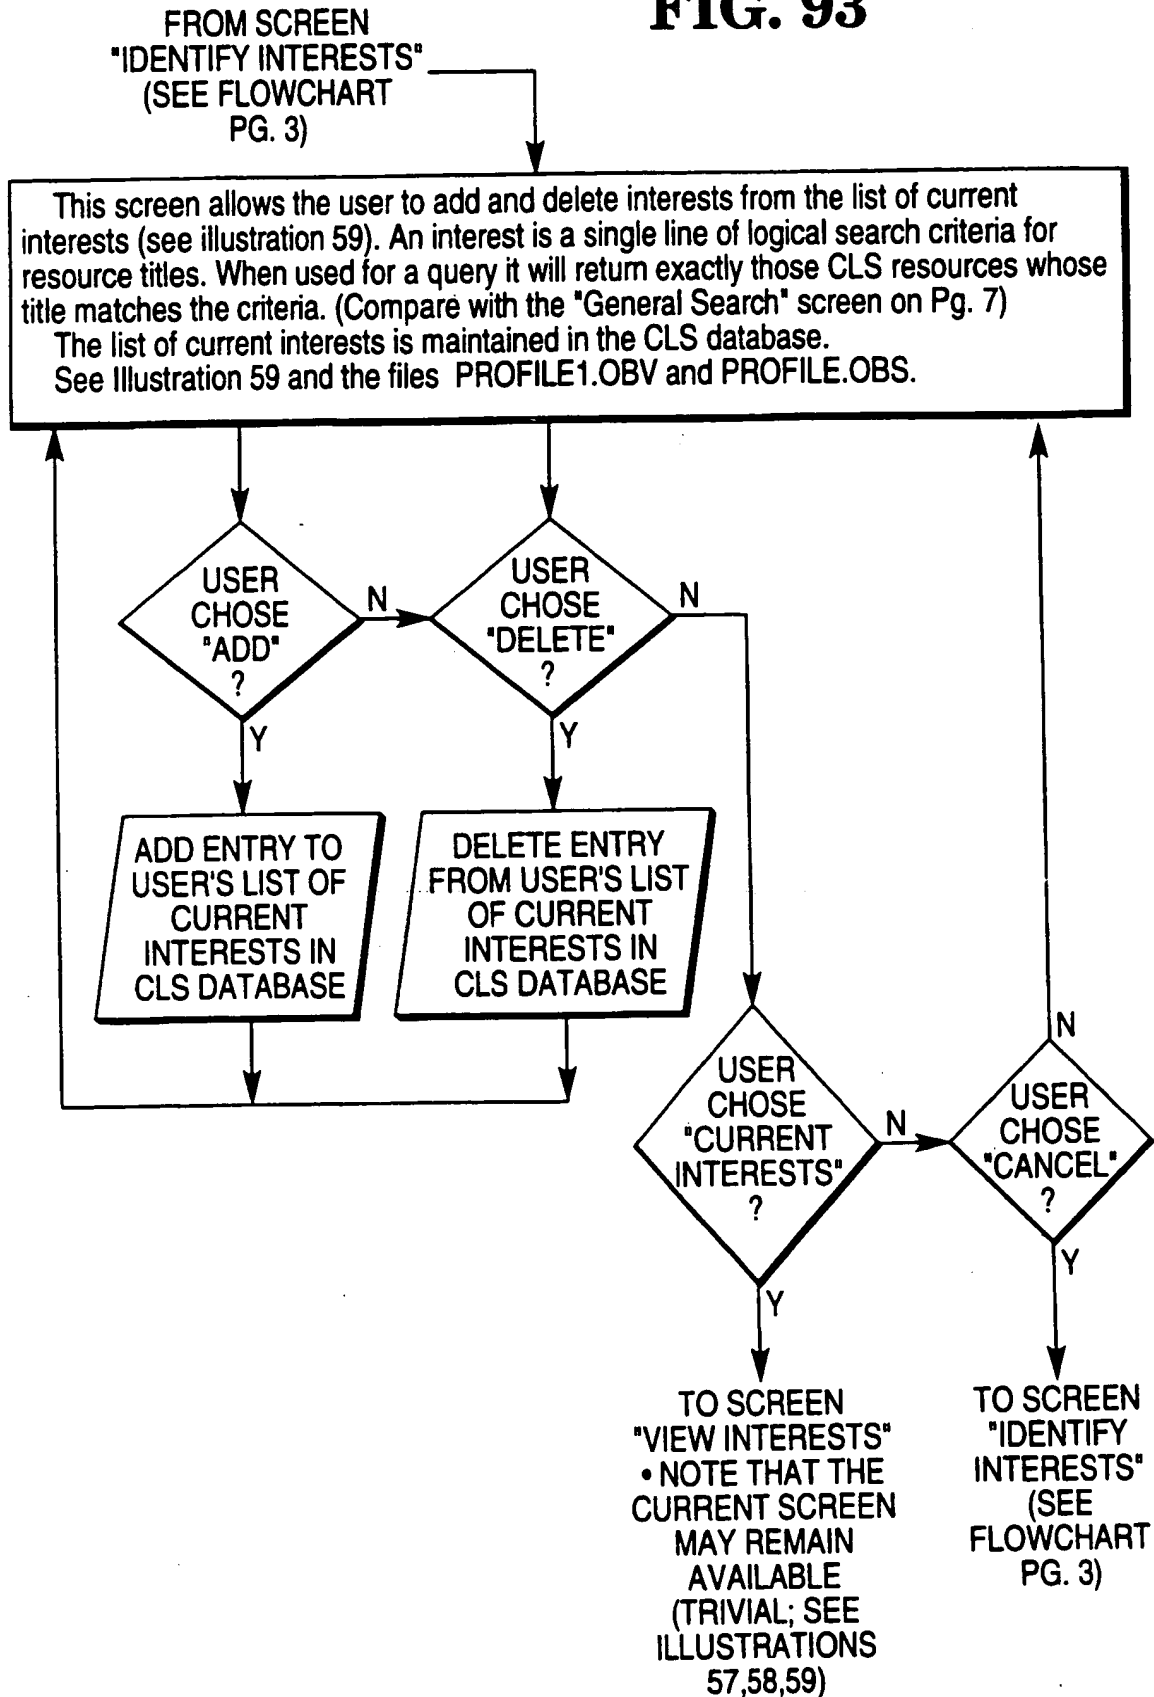 FIG. 93
FROM SCREEN
"IDENTIFY INTERESTS"
(SEE FLOWCHART
PG. 3)
This screen allows the user to add and delete interests from the list of current
interests (see illustration 59). An interest is a single line of logical search criteria for
resource titles. When used for a query it will return exactly those CLS resources whose
title matches the criteria. (Compare with the "General Search" screen on Pg. 7)
The list of current interests is maintained in the CLS database.
See Illustration 59 and the files PROFILE1.OBV and PROFILE.OBS.
USER
CHOSE
"ADD"
?
N
Y
USER
CHOSE
"DELETE"
?
N
Y
ADD ENTRY TO
USER'S LIST OF
CURRENT
INTERESTS IN
CLS DATABASE
DELETE ENTRY
FROM USER'S LIST
OF CURRENT
INTERESTS IN
CLS DATABASE
USER
CHOSE
"CURRENT
INTERESTS"
?
N
Y
N
USER
CHOSE
"CANCEL"
?
Y
TO SCREEN
"VIEW INTERESTS"
• NOTE THAT THE
CURRENT SCREEN
MAY REMAIN
AVAILABLE
(TRIVIAL; SEE
ILLUSTRATIONS
57,58,59)
TO SCREEN
"IDENTIFY
INTERESTS"
(SEE
FLOWCHART
PG. 3)